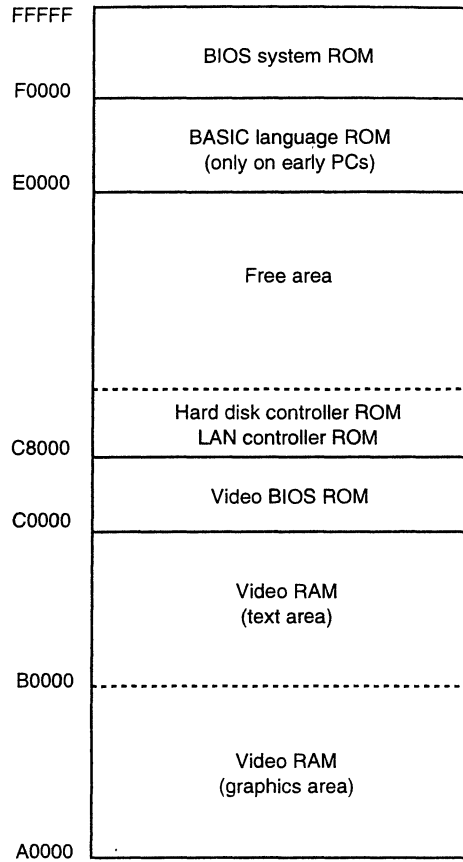 FFFFF
BIOS system ROM
F0000
BASIC language ROM
(only on early PCs)
E0000
Free area
Hard disk controller ROM
LAN controller ROM
C8000
Video BIOS ROM
C0000
Video RAM
(text area)
B0000
Video RAM
(graphics area)
A0000